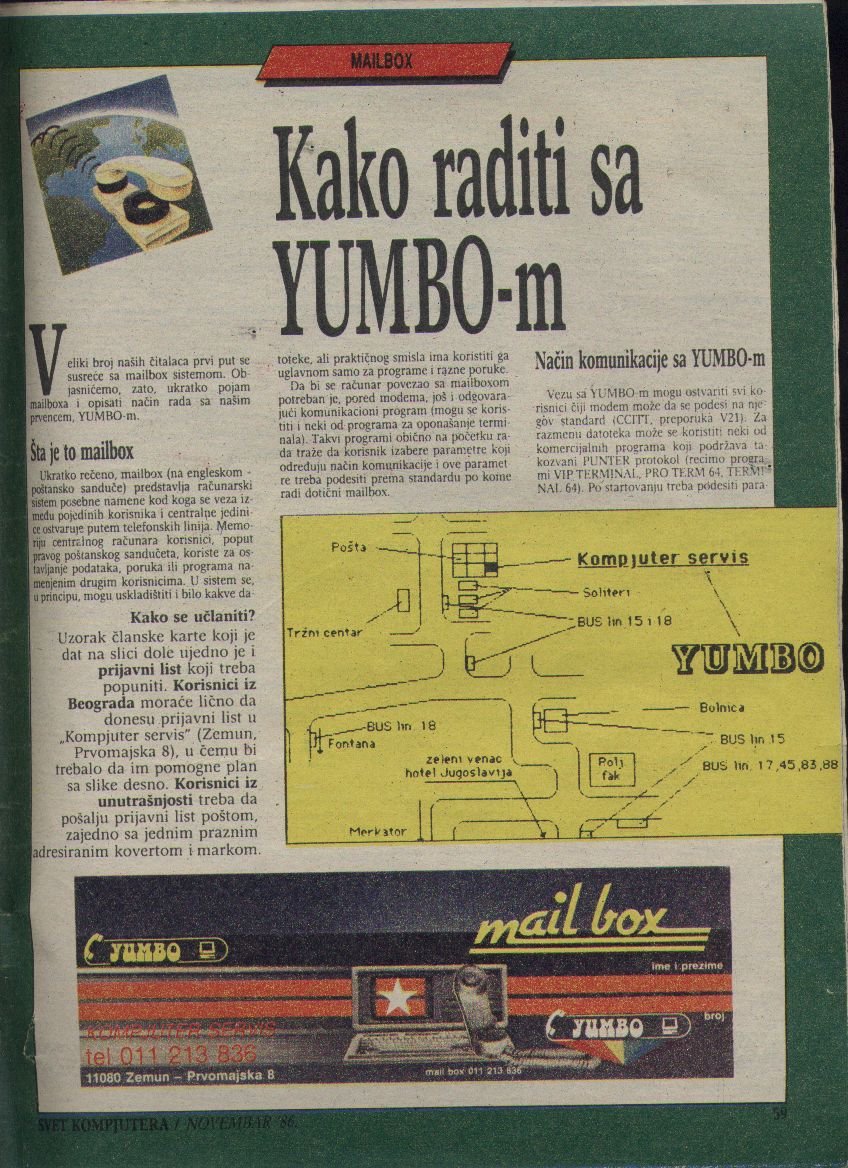 MAILBOX
Kako raditi sa
YUMBO-m
Veliki broj naših čitalaca prvi put se
susreće sa mailbox sistemom. Ob-
jasnićemo, zato, ukratko pojam
mailboxa i opisati način rada sa našim
prvencem, YUMBO-m.
Šta je to mailbox
Ukratko rečeno, mailbox (na engleskom -
poštansko sanduče) predstavlja računarski
sistem posebne namene kod koga se veza iz-
među pojedinih korisnika i centralne jedini-
ce ostvaruje putem telefonskih linija. Memo-
riju centralnog računara korisnici, poput
pravog poštanskog sandučeta, koriste za os-
tavljanje podataka, poruka ili programa na-
menjenim drugim korisnicima. U sistem se,
u principu, mogu uskladištiti i bilo kakve da-
toteke, ali praktičnog smisla ima koristiti ga
uglavnom samo za programe i razne poruke.
Da bi se računar povezao sa mailboxom
potreban je, pored modema, još i odgovara-
jući komunikacioni program (mogu se koris-
titi i neki od programa za oponašanje termi-
nala). Takvi programi obično na početku ra-
da traže da korisnik izabere parametre koji
određuju način komunikacije i ove paramet-
re treba podesiti prema standardu po kome
radi dotični mailbox.
Način komunikacije sa YUMBO-m
Vezu sa YUMBO-m mogu ostvariti svi ko-
risnici čiji modem može da se podesi na nje-
gov standard (CCITT, preporuka V21). Za
razmenu datoteka može se koristiti neki od
komercijalnih programa koji podržava ta-
kozvani PUNTER protokol (recimo progra-
mi VIP TERMINAL, PRO TERM 64, TERMI-
NAL 64). Po startovanju treba podesiti para-
Kako se učlaniti?
Uzorak članske karte koji je
dat na slici dole ujedno je i
prijavni list koji treba
popuniti. Korisnici iz
Beograda moraće lično da
donesu prijavni list u
„Kompjuter servis" (Zemun,
Prvomajska 8), u čemu bi
trebalo da im pomogne plan
sa slike desno. Korisnici iz
unutrašnjosti treba da
pošalju prijavni list poštom,
zajedno sa jednim praznim
adresiranim kovertom i markom.
Pošta
Kompjuter servis
Soliteri
BUS lin 15 i 18
Tržni centar
YUMBO
Bolnica
BUS lin. 18
Fontana
BUS lin.15
zeleni venac
hotel Jugoslavija
Polj
fak
BUS lin. 17,45,83,88
Merkator
mail box
YUMBO
ime i prezime
broj
YUMBO
KOMPJUTER SERVIS
tel 011 213 836
11080 Zemun – Prvomajska 8
mail box 011 213 836
SVET KOMPJUTERA / NOVEMBAR '86.
59